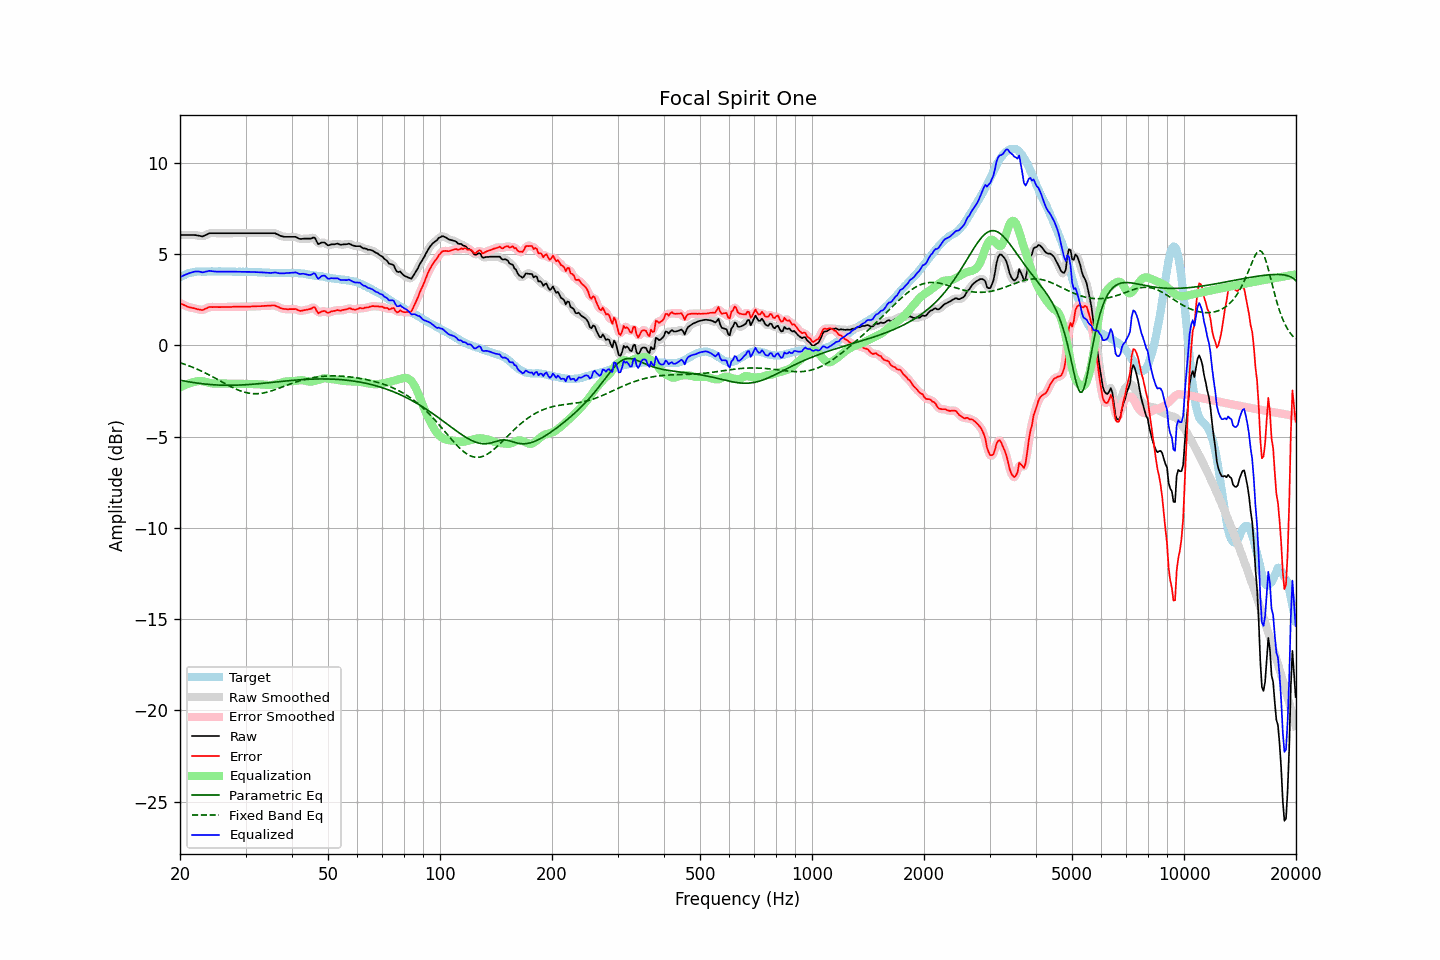 Focal Spirit One
10
5
0
−5
−10
−15
−20
−25
Amplitude (dBr)
Target
Raw Smoothed
Error Smoothed
Raw
Error
Equalization
Parametric Eq
Fixed Band Eq
Equalized
20 50 100 200 500 1000 2000 5000 10000 20000
Frequency (Hz)